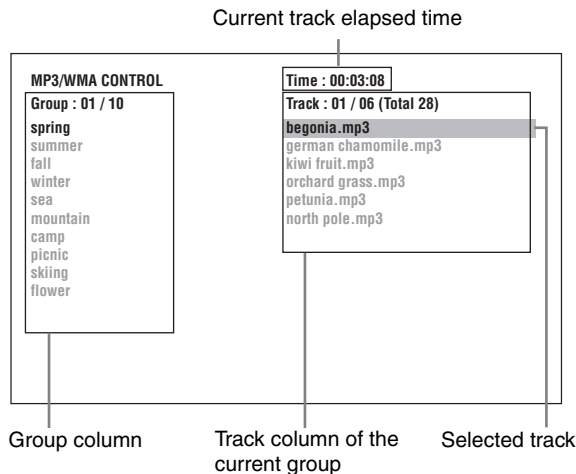 Current track elapsed time
MP3/WMA CONTROL
Group : 01 / 10
spring
summer
fall
winter
sea
mountain
camp
picnic
skiing
flower
Time : 00:03:08
Track : 01 / 06 (Total 28)
begonia.mp3
german chamomile.mp3
kiwi fruit.mp3
orchard grass.mp3
petunia.mp3
north pole.mp3
Group column
Track column of the
current group
Selected track